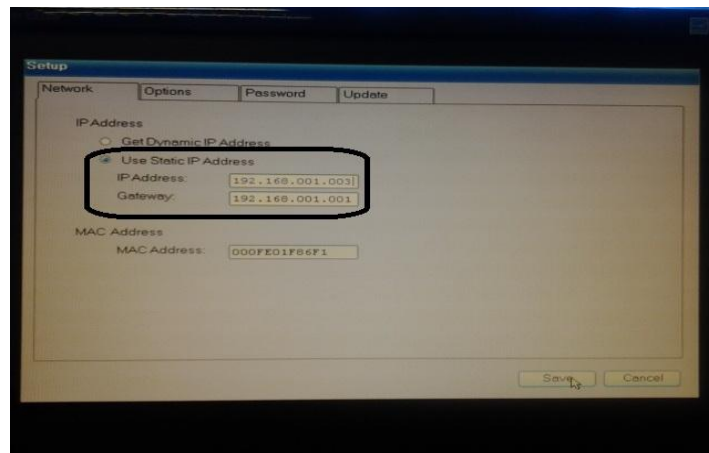 Setup
Network Options Password Update
IP Address
Get Dynamic IP Address
Use Static IP Address
IP Address: 192.168.001.003
Gateway: 192.168.001.001
MAC Address
MAC Address: 000FE01F86F1
Save Cancel